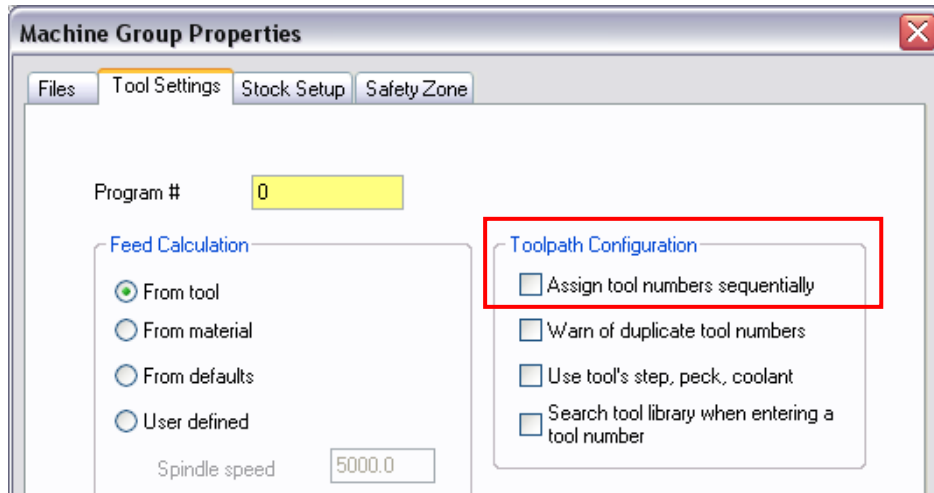 Machine Group Properties
Files
Tool Settings
Stock Setup
Safety Zone
Program #
0
Feed Calculation
From tool
From material
From defaults
User defined
Spindle speed
5000.0
Toolpath Configuration
Assign tool numbers sequentially
Warn of duplicate tool numbers
Use tool's step, peck, coolant
Search tool library when entering a
tool number